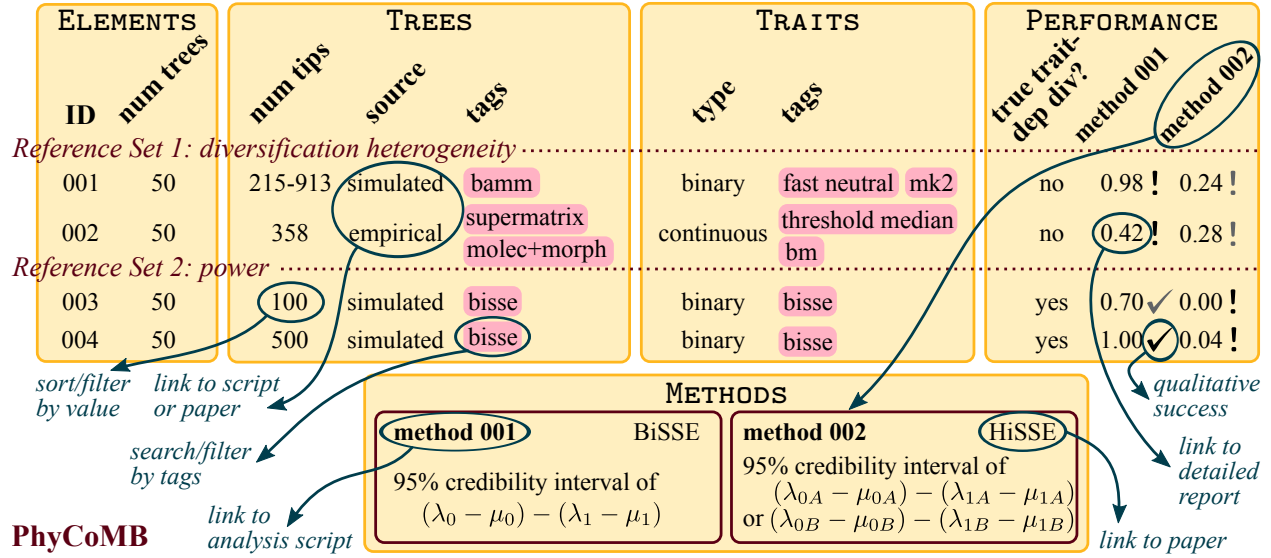 ELEMENTS TREES TRAITS PERFORMANCE
ID num trees num tips source tags type tags true trait-dep div? method 001 method 002
Reference Set 1: diversification heterogeneity
001 50 215-913 simulated bamm binary fast neutral mk2 no 0.98 ! 0.24 !
002 50 358 empirical supermatrix molec+morph continuous threshold median bm no 0.42 ! 0.28 !
Reference Set 2: power
003 50 100 simulated bisse binary bisse yes 0.70 ✓ 0.00 !
004 50 500 simulated bisse binary bisse yes 1.00 ✓ 0.04 !
sort/filter
by value
link to script
or paper
search/filter
by tags
link to
analysis script
qualitative
success
link to
detailed
report
link to paper
METHODS
method 001 BiSSE
95% credibility interval of
(λ0 − μ0) − (λ1 − μ1)
method 002 HiSSE
95% credibility interval of
(λ0A − μ0A) − (λ1A − μ1A)
or (λ0B − μ0B) − (λ1B − μ1B)
PhyCoMB